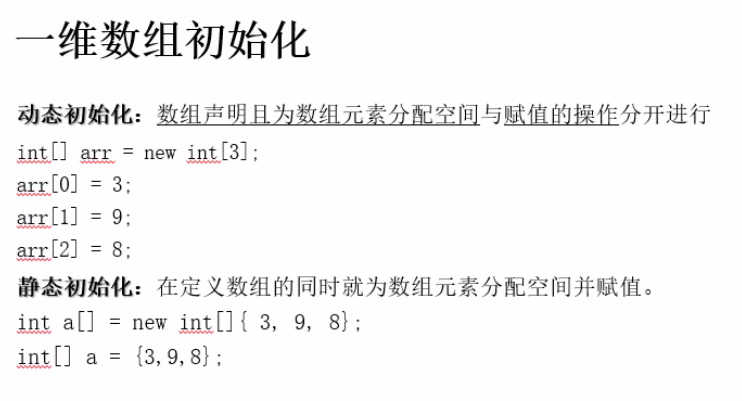 一维数组初始化
动态初始化：数组声明且为数组元素分配空间与赋值的操作分开进行
int[] arr = new int[3];
arr[0] = 3;
arr[1] = 9;
arr[2] = 8;
静态初始化：在定义数组的同时就为数组元素分配空间并赋值。
int a[] = new int[]{ 3, 9, 8};
int[] a = {3,9,8};